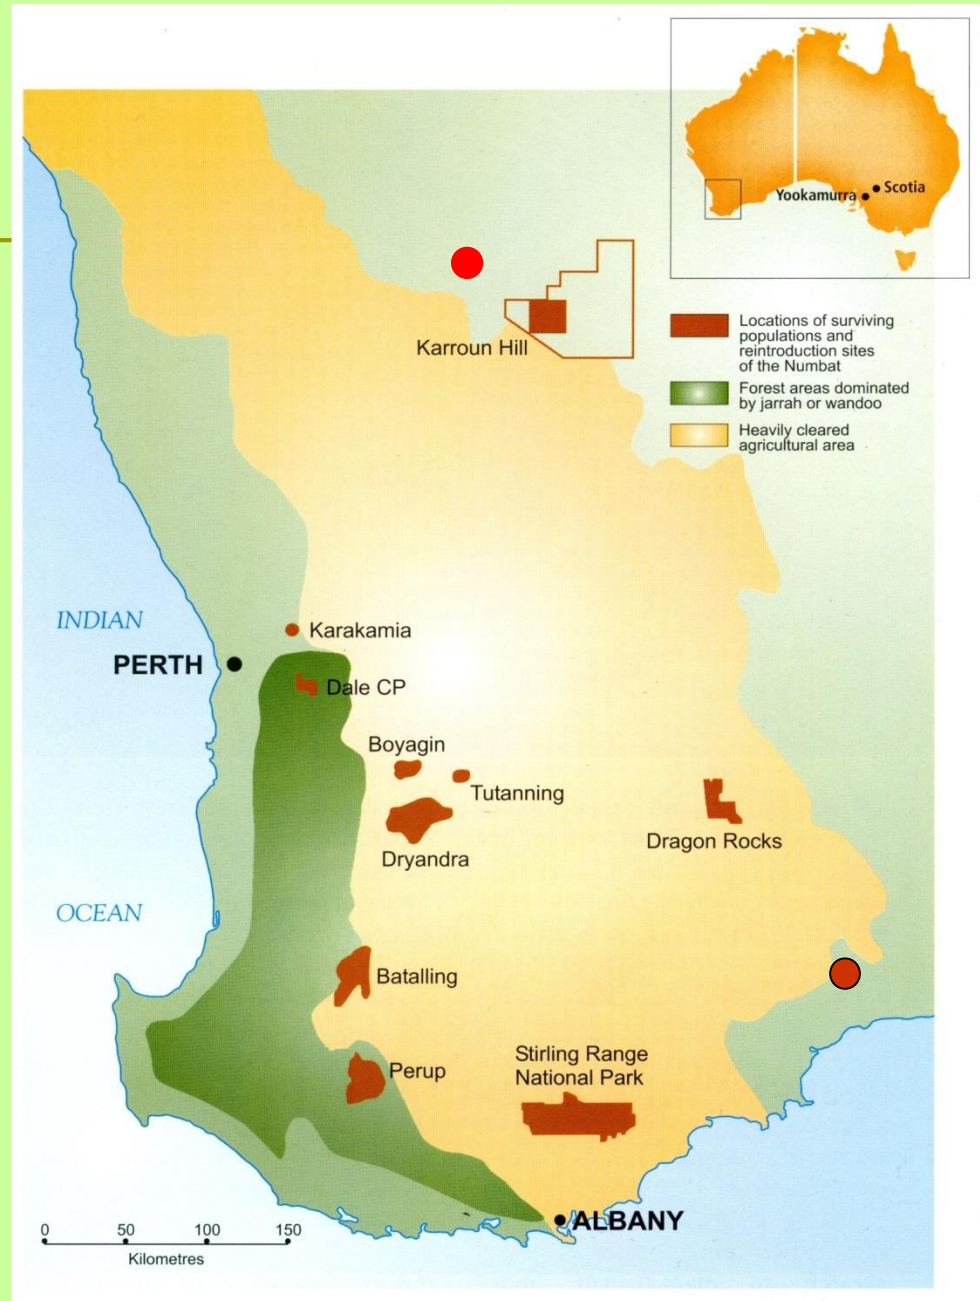 Yookamurra
Scotia
Locations of surviving
populations and
reintroduction sites
of the Numbat
Forest areas dominated
by jarrah or wandoo
Heavily cleared
agricultural area
Karroun Hill
INDIAN
Karakamia
PERTH
Dale CP
Boyagin
Tutanning
Dryandra
Dragon Rocks
OCEAN
Batalling
Stirling Range
National Park
Perup
ALBANY
0 50 100 150
Kilometres